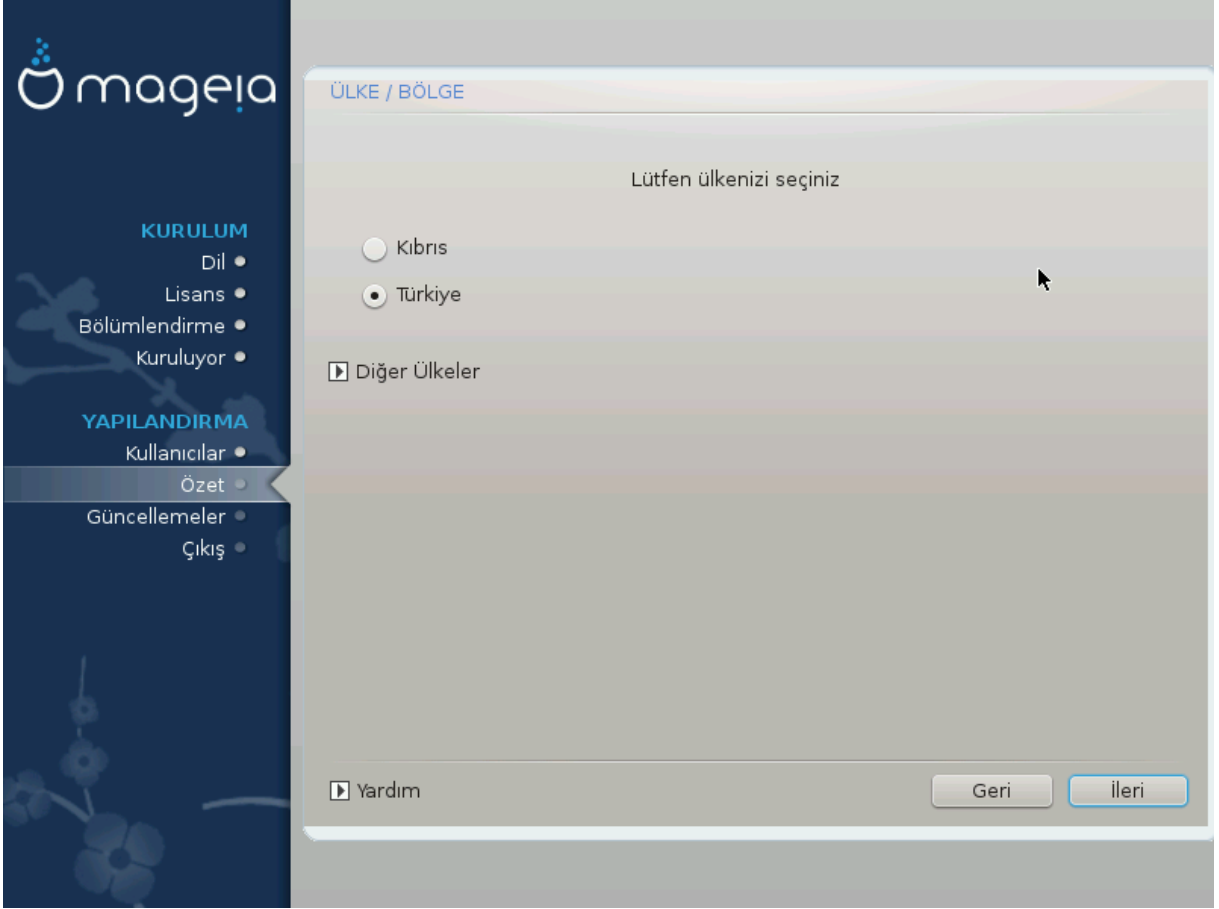 mageia
KURULUM
Dil
Lisans
Bölümlendirme
Kuruluyor
YAPILANDIRMA
Kullanıcılar
Özet
Güncellemeler
Çıkış
ÜLKE / BÖLGE
Lütfen ülkenizi seçiniz
Kıbrıs
Türkiye
Diğer Ülkeler
Yardım
Geri
İleri